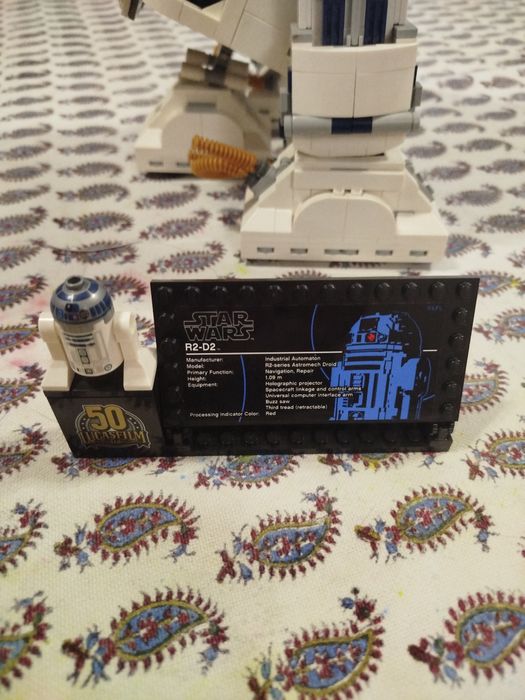 STAR
WARS
R2-D2™
Manufacturer: Industrial Automaton
Model: R2-series Astromech Droid
Primary Function: Navigation, Repair
Height: 1.09 m
Equipment: Holographic projector
Spacecraft linkage and control arms
Universal computer interface arm
Buzz saw
Third tread (retractable)
Processing Indicator Color: Red
50
LUCASFILM